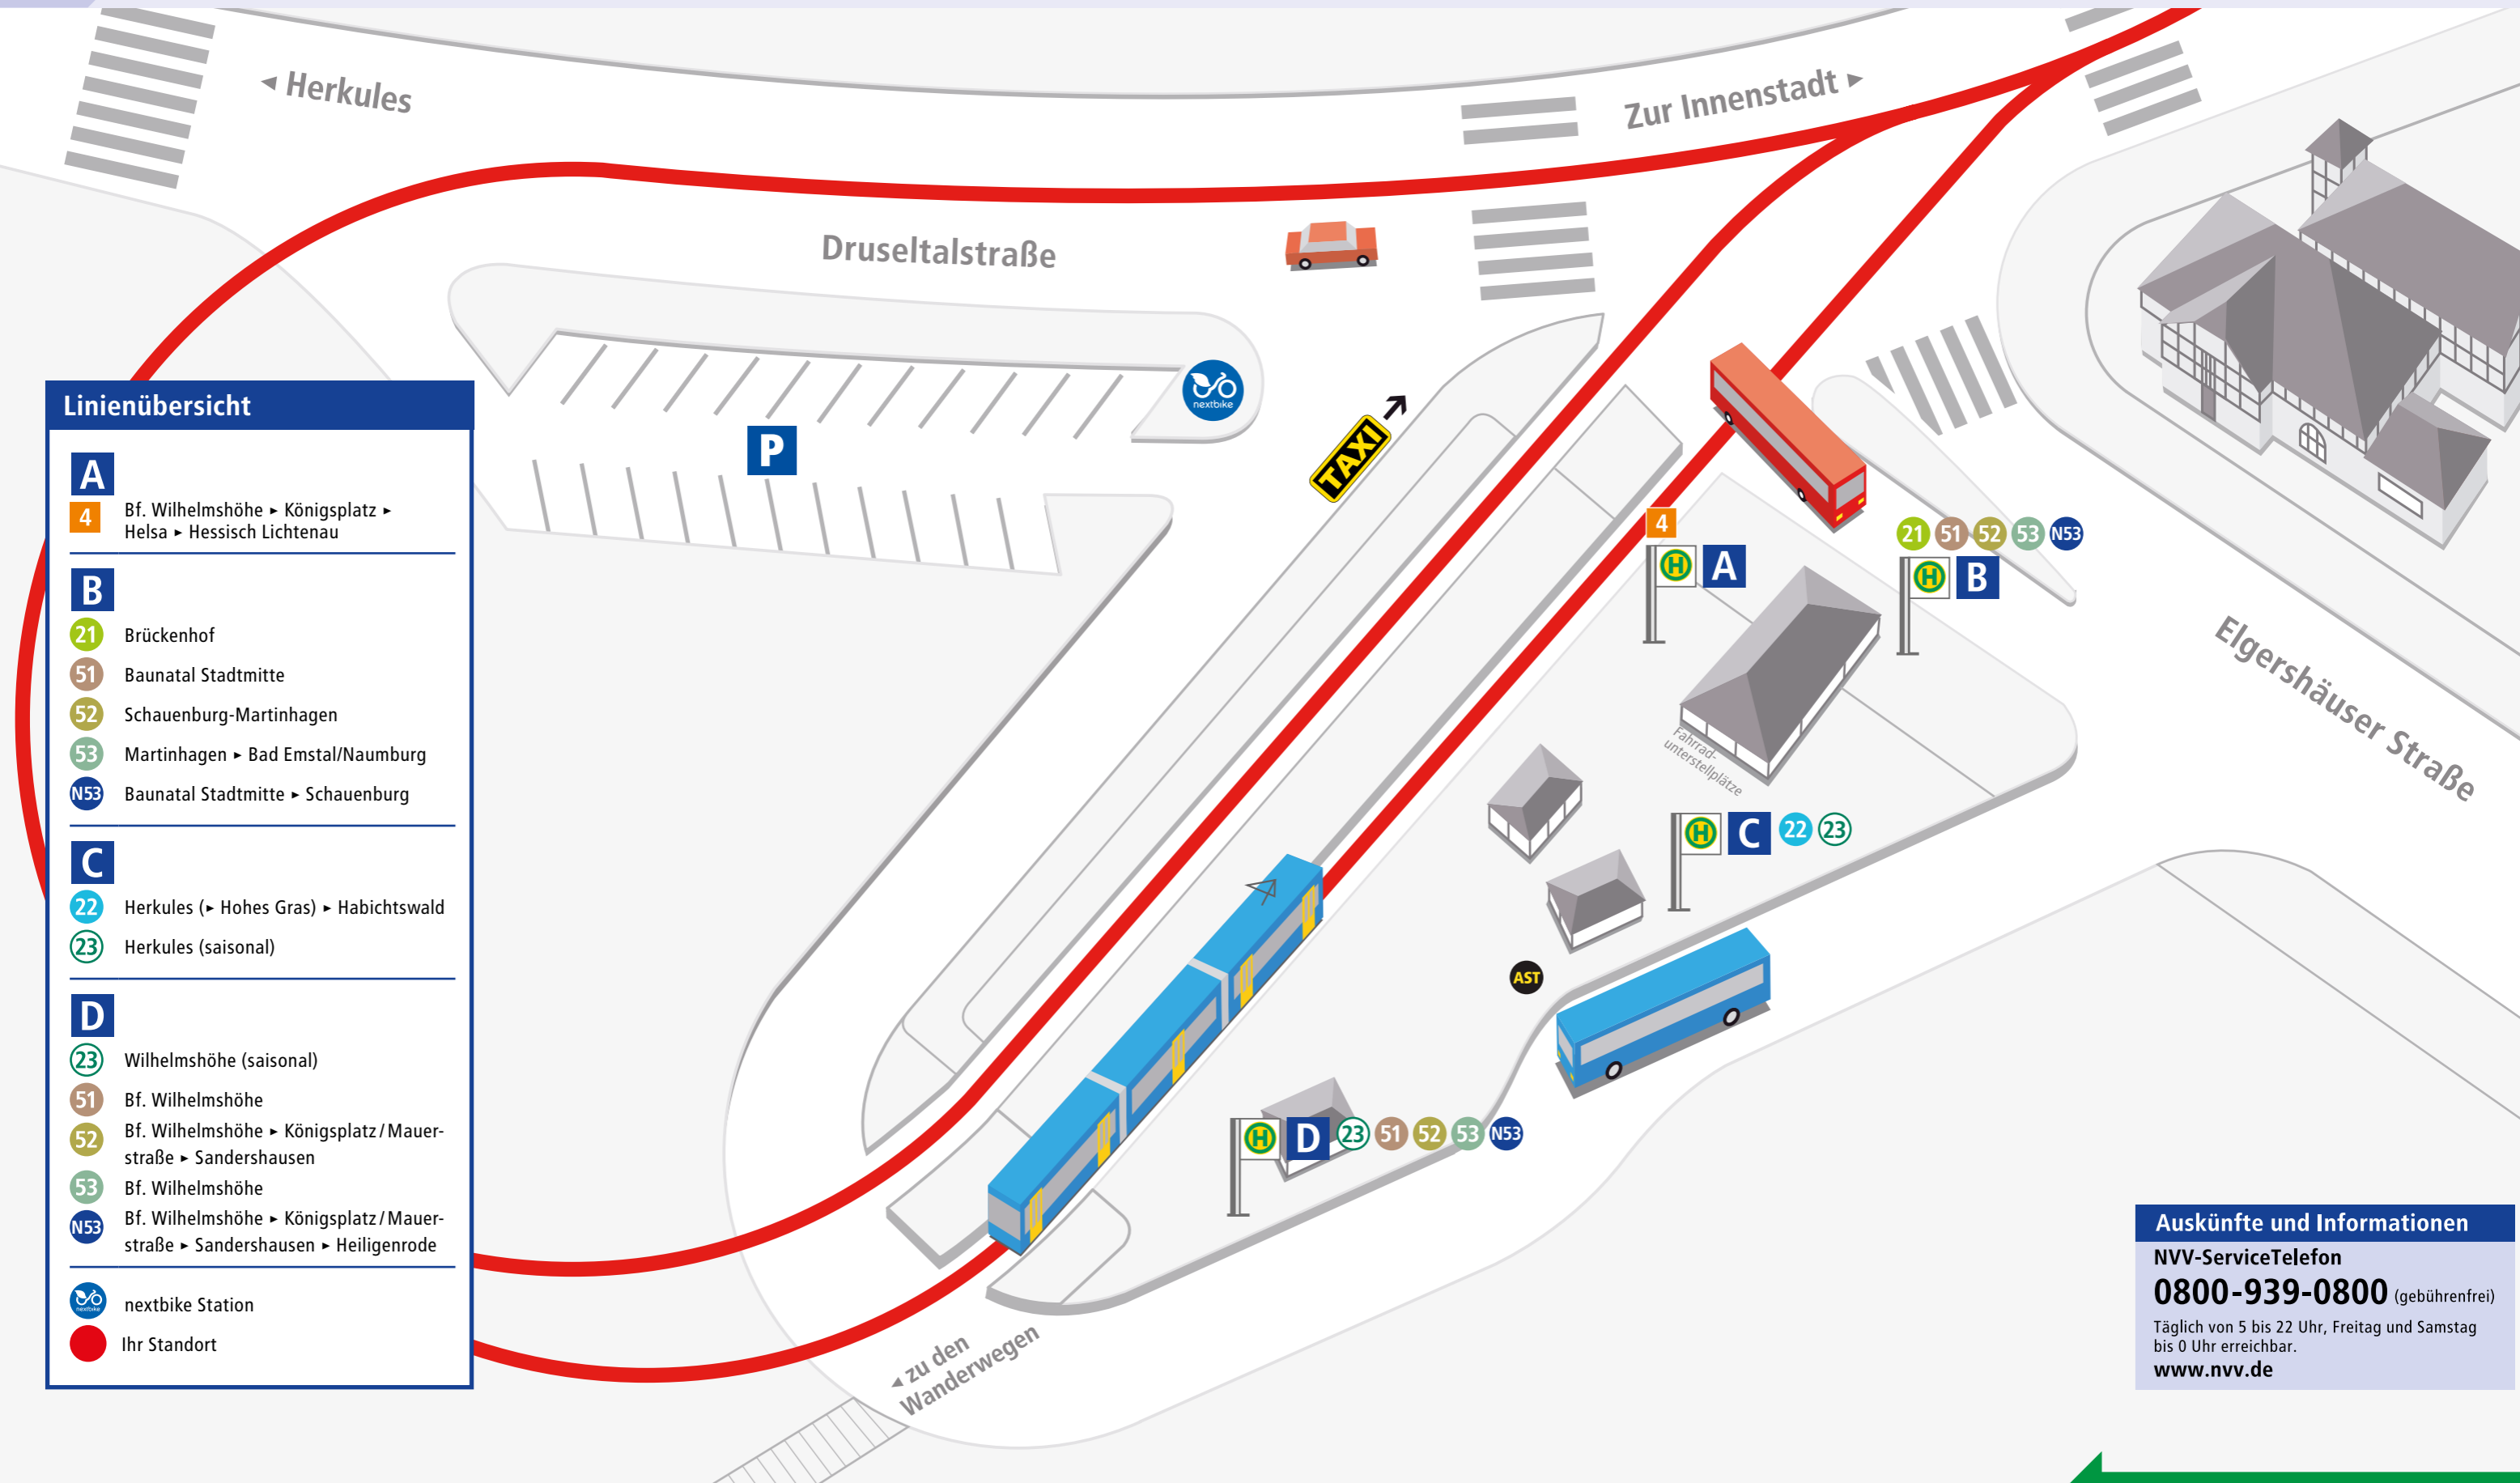 ◄ Herkules
Zur Innenstadt ►
Druseltalstraße
nextbike
P
TAXI
Linienübersicht
A
4 Bf. Wilhelmshöhe ► Königsplatz ►
Helsa ► Hessisch Lichtenau
B
21 Brückenhof
51 Baunatal Stadtmitte
52 Schauenburg-Martinhagen
53 Martinhagen ► Bad Emstal/Naumburg
N53 Baunatal Stadtmitte ► Schauenburg
C
22 Herkules (► Hohes Gras) ► Habichtswald
23 Herkules (saisonal)
D
23 Wilhelmshöhe (saisonal)
51 Bf. Wilhelmshöhe
52 Bf. Wilhelmshöhe ► Königsplatz/Mauer-
straße ► Sandershausen
53 Bf. Wilhelmshöhe
N53 Bf. Wilhelmshöhe ► Königsplatz/Mauer-
straße ► Sandershausen ► Heiligenrode
nextbike nextbike Station
Ihr Standort
4
H A
21 51 52 53 N53
H B
Elgershäuser Straße
Fahrrad-
unterstellplätze
H C 22 23
AST
H D 23 51 52 53 N53
◄ zu den
Wanderwegen
Auskünfte und Informationen
NVV-ServiceTelefon
0800-939-0800 (gebührenfrei)
Täglich von 5 bis 22 Uhr, Freitag und Samstag
bis 0 Uhr erreichbar.
www.nvv.de